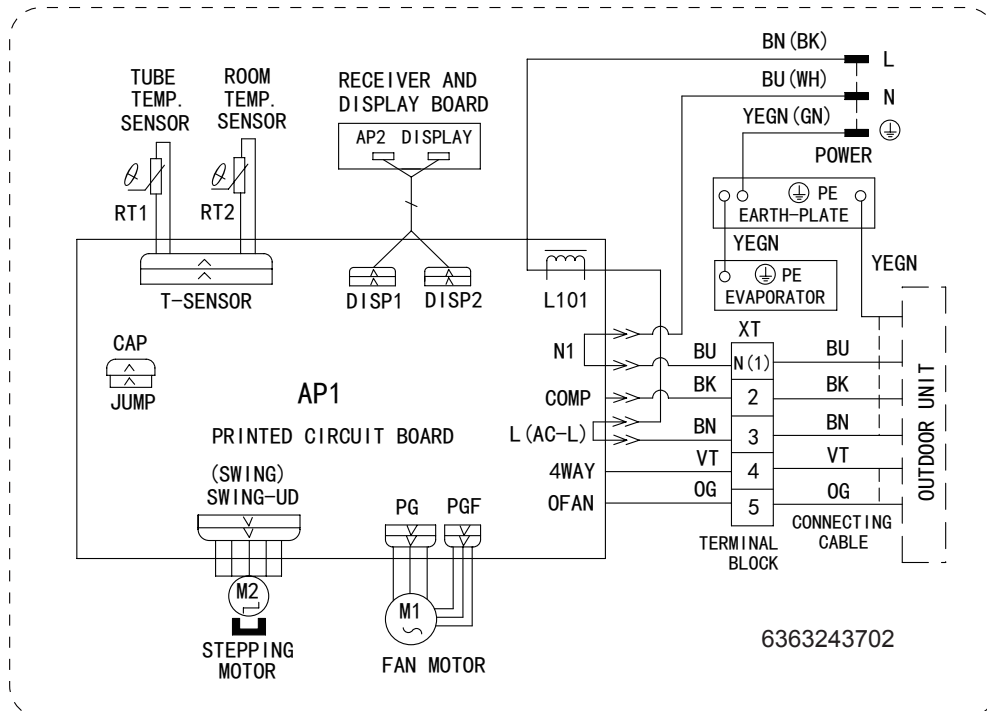 BN(BK)
L
BU(WH)
N
YEGN(GN)
POWER
TUBE
TEMP.
SENSOR
ROOM
TEMP.
SENSOR
RECEIVER AND
DISPLAY BOARD
AP2 DISPLAY
RT1
RT2
PE
EARTH-PLATE
YEGN
YEGN
PE
EVAPORATOR
T-SENSOR
DISP1
DISP2
L101
CAP
JUMP
AP1
PRINTED CIRCUIT BOARD
N1
COMP
L(AC-L)
4WAY
OFAN
XT
BU
N(1)
BU
BK
2
BK
BN
3
BN
VT
4
VT
OG
5
OG
TERMINAL
BLOCK
CONNECTING
CABLE
OUTDOOR UNIT
(SWING)
SWING-UD
PG
PGF
M2
M1
STEPPING
MOTOR
FAN MOTOR
6363243702